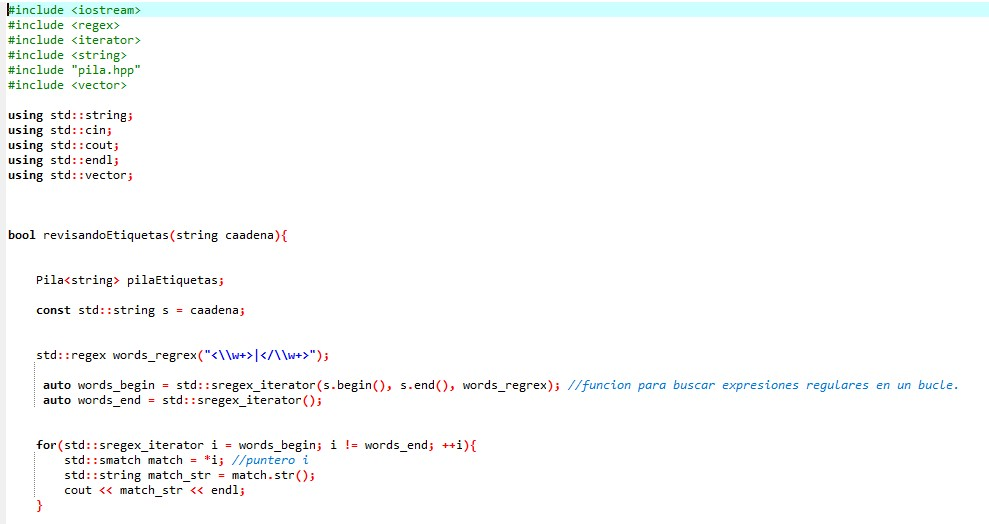 #include <iostream>
#include <regex>
#include <iterator>
#include <string>
#include "pila.hpp"
#include <vector>
using std::string;
using std::cin;
using std::cout;
using std::endl;
using std::vector;
bool revisandoEtiquetas(string caadena){
Pila<string> pilaEtiquetas;
const std::string s = caadena;
std::regex words_regrex("<\\w+>|</\\w+>");
auto words_begin = std::sregex_iterator(s.begin(), s.end(), words_regrex); //funcion para buscar expresiones regulares en un bucle.
auto words_end = std::sregex_iterator();
for(std::sregex_iterator i = words_begin; i != words_end; ++i){
std::smatch match = *i; //puntero i
std::string match_str = match.str();
cout << match_str << endl;
}